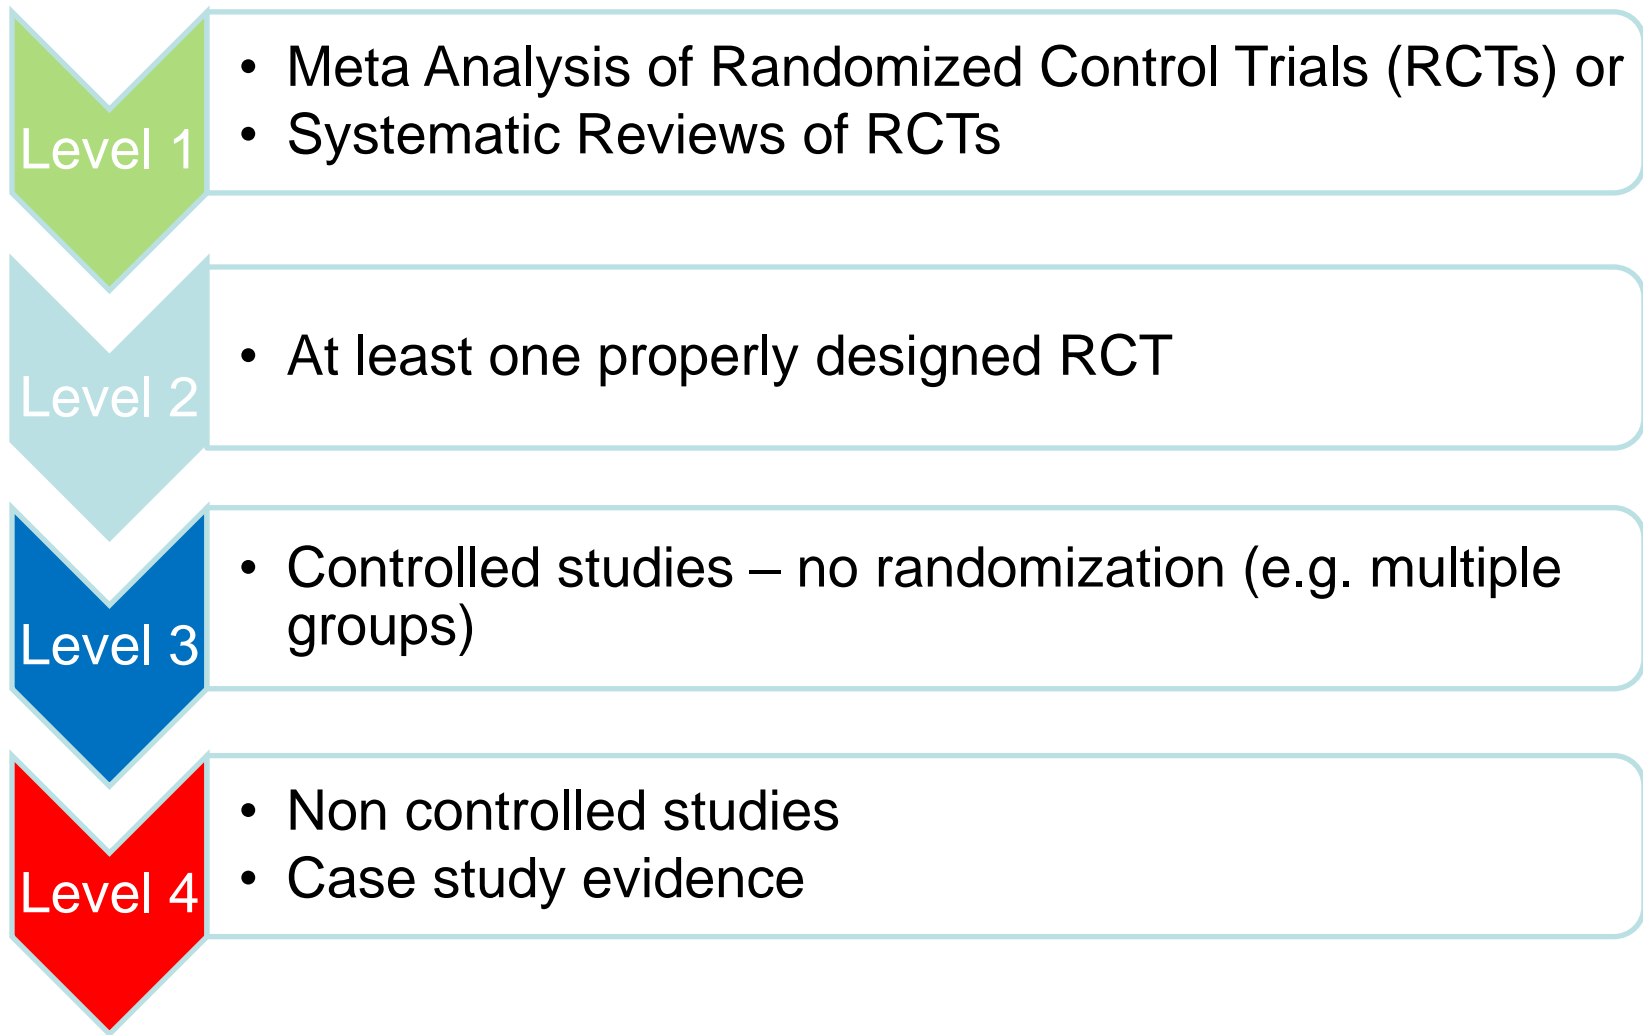 Level 1
• Meta Analysis of Randomized Control Trials (RCTs) or
• Systematic Reviews of RCTs
Level 2
• At least one properly designed RCT
Level 3
• Controlled studies – no randomization (e.g. multiple
groups)
Level 4
• Non controlled studies
• Case study evidence